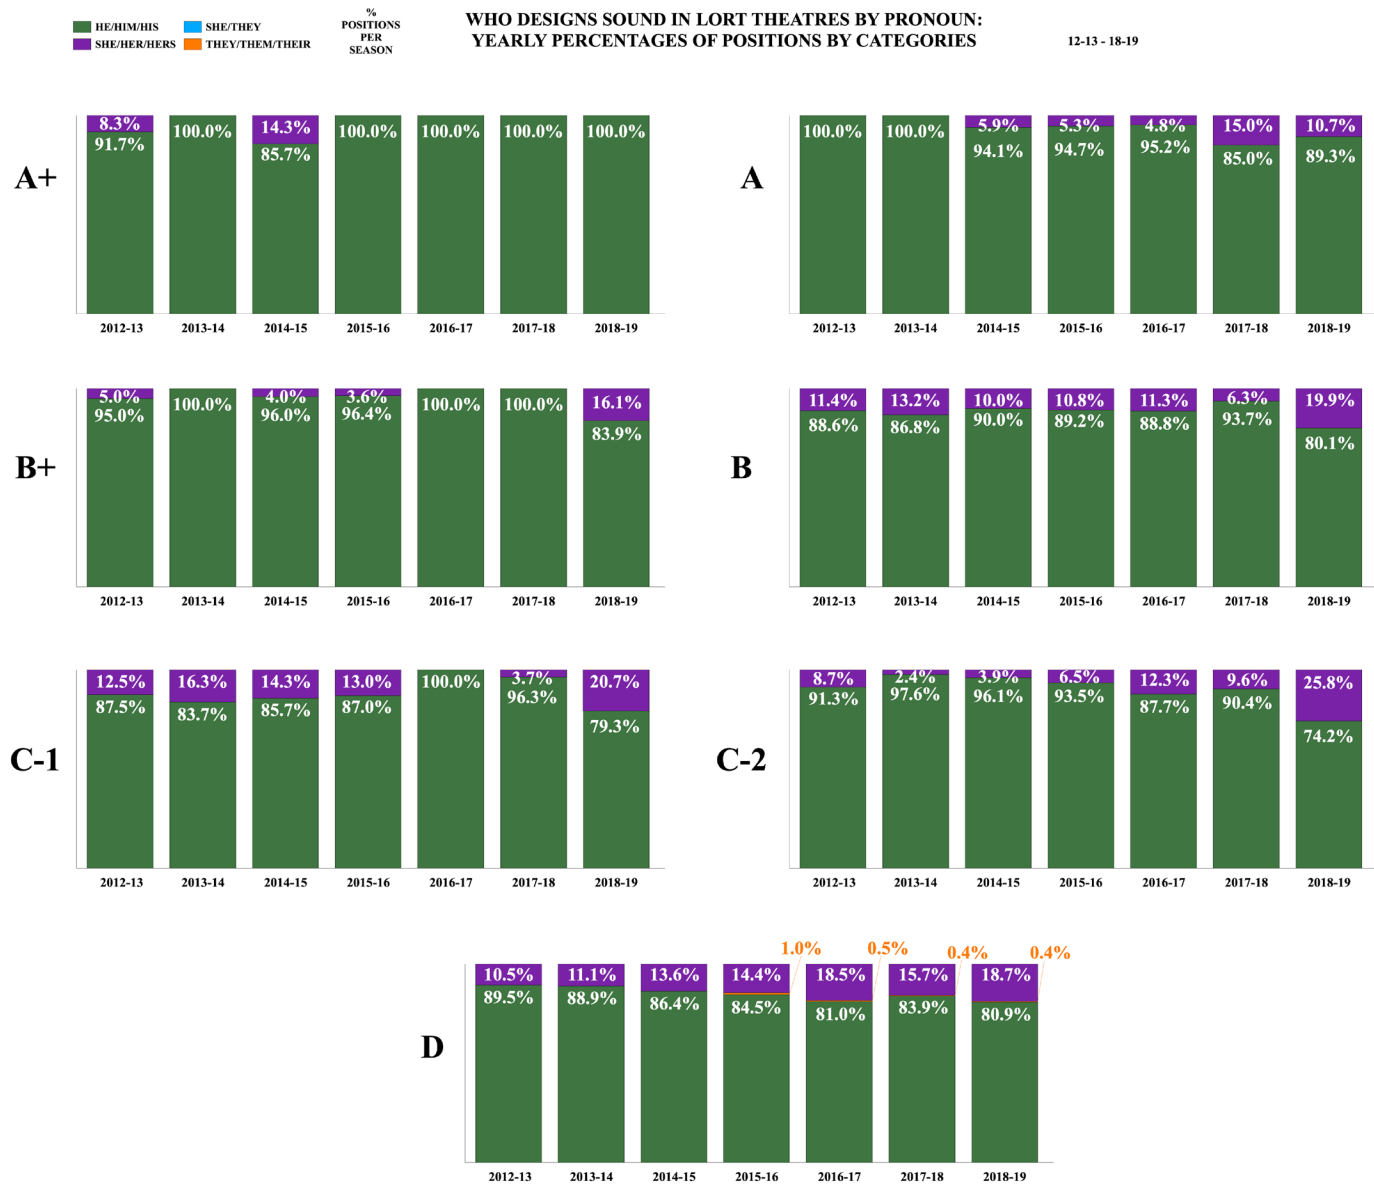 HE/HIM/HIS
SHE/THEY
SHE/HER/HERS
THEY/THEM/THEIR
%
POSITIONS
PER
SEASON
WHO DESIGNS SOUND IN LORT THEATRES BY PRONOUN:
YEARLY PERCENTAGES OF POSITIONS BY CATEGORIES
12-13 - 18-19
A+
8.3% 100.0% 14.3% 100.0% 100.0% 100.0% 100.0%
91.7% 85.7%
2012-13 2013-14 2014-15 2015-16 2016-17 2017-18 2018-19
A
100.0% 100.0% 5.9% 5.3% 4.8% 15.0% 10.7%
94.1% 94.7% 95.2% 85.0% 89.3%
2012-13 2013-14 2014-15 2015-16 2016-17 2017-18 2018-19
B+
5.0% 100.0% 4.0% 3.6% 100.0% 100.0% 16.1%
95.0% 96.0% 96.4% 83.9%
2012-13 2013-14 2014-15 2015-16 2016-17 2017-18 2018-19
B
11.4% 13.2% 10.0% 10.8% 11.3% 6.3% 19.9%
88.6% 86.8% 90.0% 89.2% 88.8% 93.7% 80.1%
2012-13 2013-14 2014-15 2015-16 2016-17 2017-18 2018-19
C-1
12.5% 16.3% 14.3% 13.0% 100.0% 3.7% 20.7%
87.5% 83.7% 85.7% 87.0% 96.3% 79.3%
2012-13 2013-14 2014-15 2015-16 2016-17 2017-18 2018-19
C-2
8.7% 2.4% 3.9% 6.5% 12.3% 9.6% 25.8%
91.3% 97.6% 96.1% 93.5% 87.7% 90.4% 74.2%
2012-13 2013-14 2014-15 2015-16 2016-17 2017-18 2018-19
D
1.0% 0.5% 0.4% 0.4%
10.5% 11.1% 13.6% 14.4% 18.5% 15.7% 18.7%
89.5% 88.9% 86.4% 84.5% 81.0% 83.9% 80.9%
2012-13 2013-14 2014-15 2015-16 2016-17 2017-18 2018-19